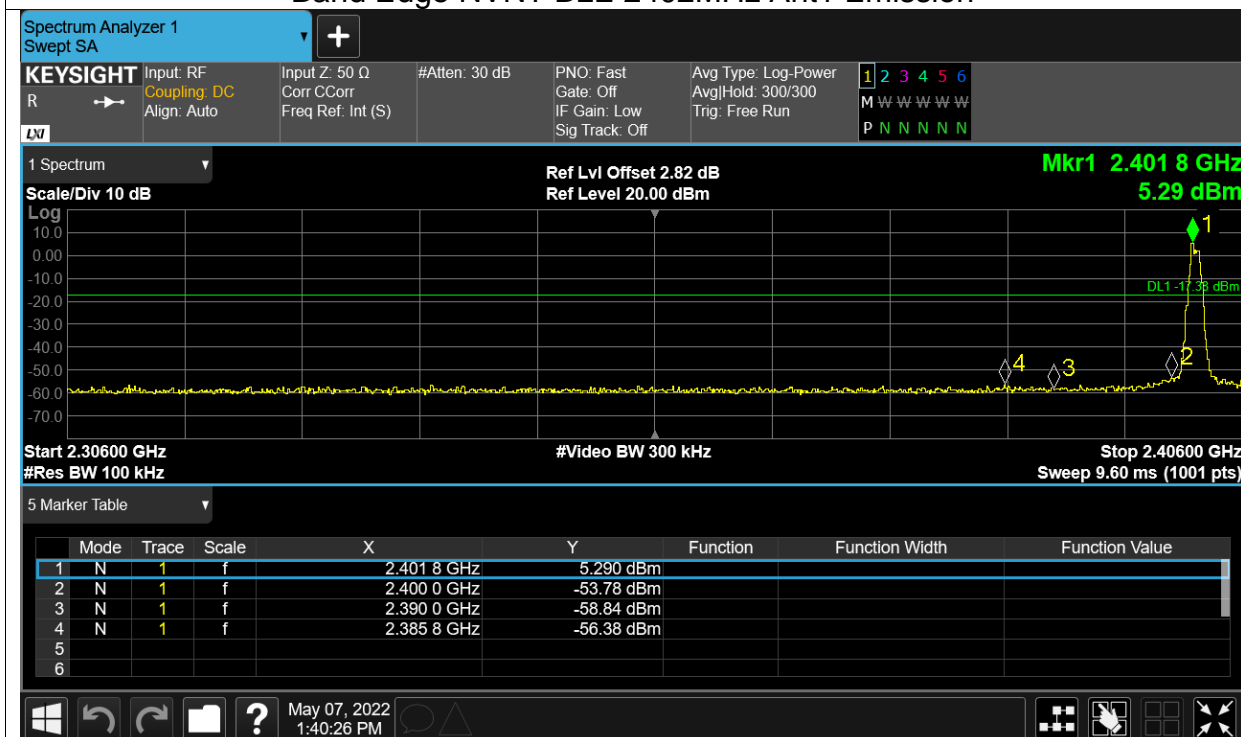 Spectrum Analyzer 1
Swept SA
+
KEYSIGHT
R
LXI
Input: RF
Coupling: DC
Align: Auto
Input Z: 50 Ω
Corr CCorr
Freq Ref: Int (S)
#Atten: 30 dB
PNO: Fast
Gate: Off
IF Gain: Low
Sig Track: Off
Avg Type: Log-Power
Avg|Hold: 300/300
Trig: Free Run
1 2 3 4 5 6
M W W W W W
P N N N N N
1 Spectrum
Scale/Div 10 dB
Ref Lvl Offset 2.82 dB
Ref Level 20.00 dBm
Mkr1 2.401 8 GHz
5.29 dBm
Log
10.0
0.00
-10.0
-20.0
-30.0
-40.0
-50.0
-60.0
-70.0
1
DL1 -17.38 dBm
4
3
2
Start 2.30600 GHz
#Res BW 100 kHz
#Video BW 300 kHz
Stop 2.40600 GHz
Sweep 9.60 ms (1001 pts)
5 Marker Table
Mode Trace Scale X Y Function Function Width Function Value
1 N 1 f 2.401 8 GHz 5.290 dBm
2 N 1 f 2.400 0 GHz -53.78 dBm
3 N 1 f 2.390 0 GHz -58.84 dBm
4 N 1 f 2.385 8 GHz -56.38 dBm
5
6
?
May 07, 2022
1:40:26 PM